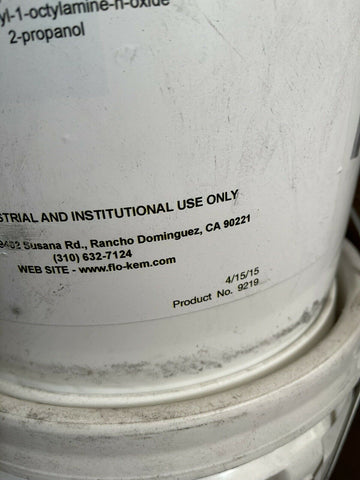 yl-1-octylamine-n-oxide
2-propanol
STRIAL AND INSTITUTIONAL USE ONLY
Susana Rd., Rancho Dominguez, CA 90221
(310) 632-7124
WEB SITE - www.flo-kem.com
4/15/15
Product No. 9219